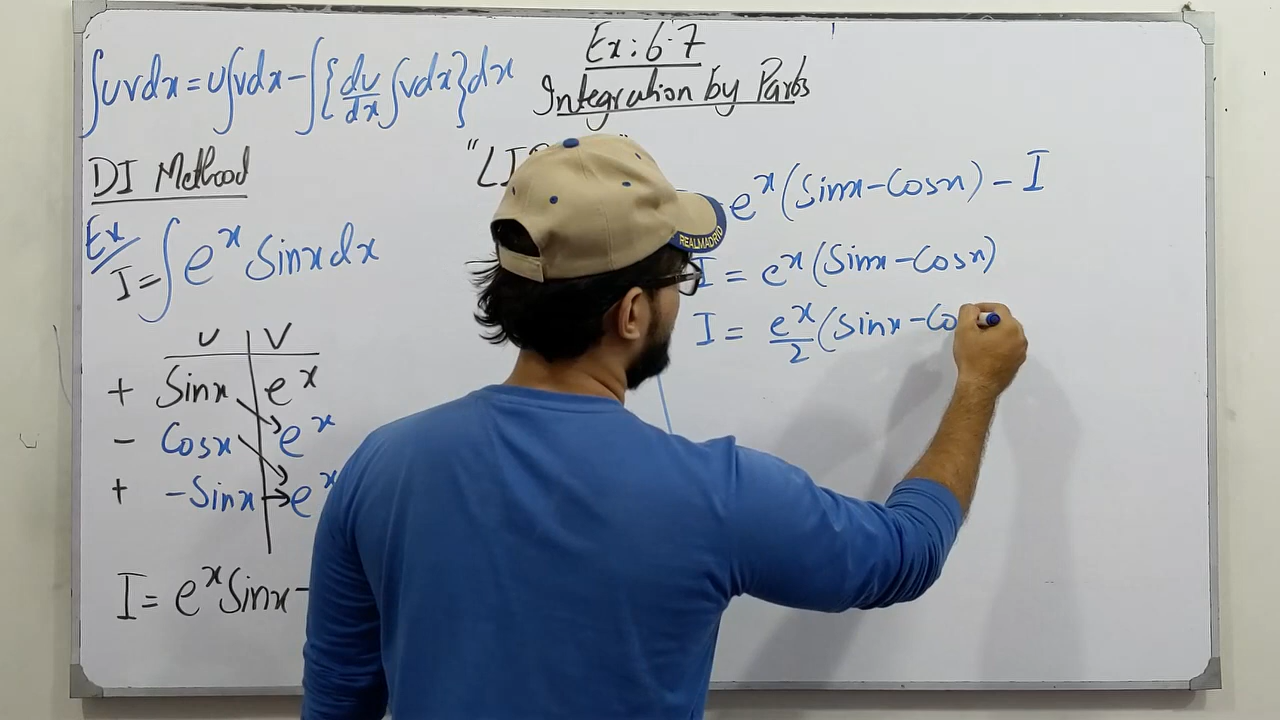 Ex: 6.7
Integration by Parts
∫uvdx = u∫vdx - ∫{du/dx ∫vdx}dx
DI Method
Ex
I = ∫e^x Sinx dx
U | V
+ Sinx e^x
- Cosx e^x
+ -Sinx e^x
I = e^x Sinx -
"LI
e^x (Sinx - Cosx) - I
I = e^x (Sinx - Cosx)
I = e^x/2 (Sinx - Co
REALMADRID